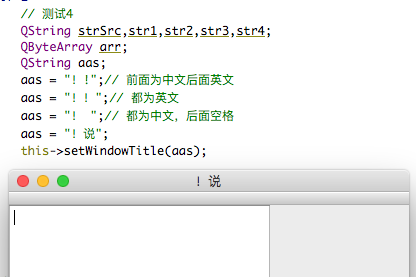 // 测试4
QString strSrc,str1,str2,str3,str4;
QByteArray arr;
QString aas;
aas = "！!";// 前面为中文后面英文
aas = "! ! ";// 都为英文
aas = "！  ";// 都为中文，后面空格
aas = "！说";
this->setWindowTitle(aas);
！说